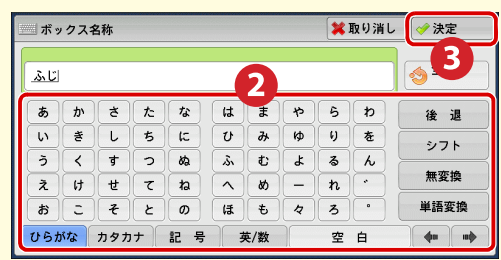 ボックス名称 取り消し 決定
3
ふじ
2
あ か さ た な は ま や ら わ 後 退
い き し ち に ひ み ゆ り を シフト
う く す つ ぬ ふ む よ る ん 無変換
え け せ て ね へ め ー れ ゛ 単語変換
お こ そ と の ほ も 々 ろ ゜
ひらがな カタカナ 記 号 英/数 空 白